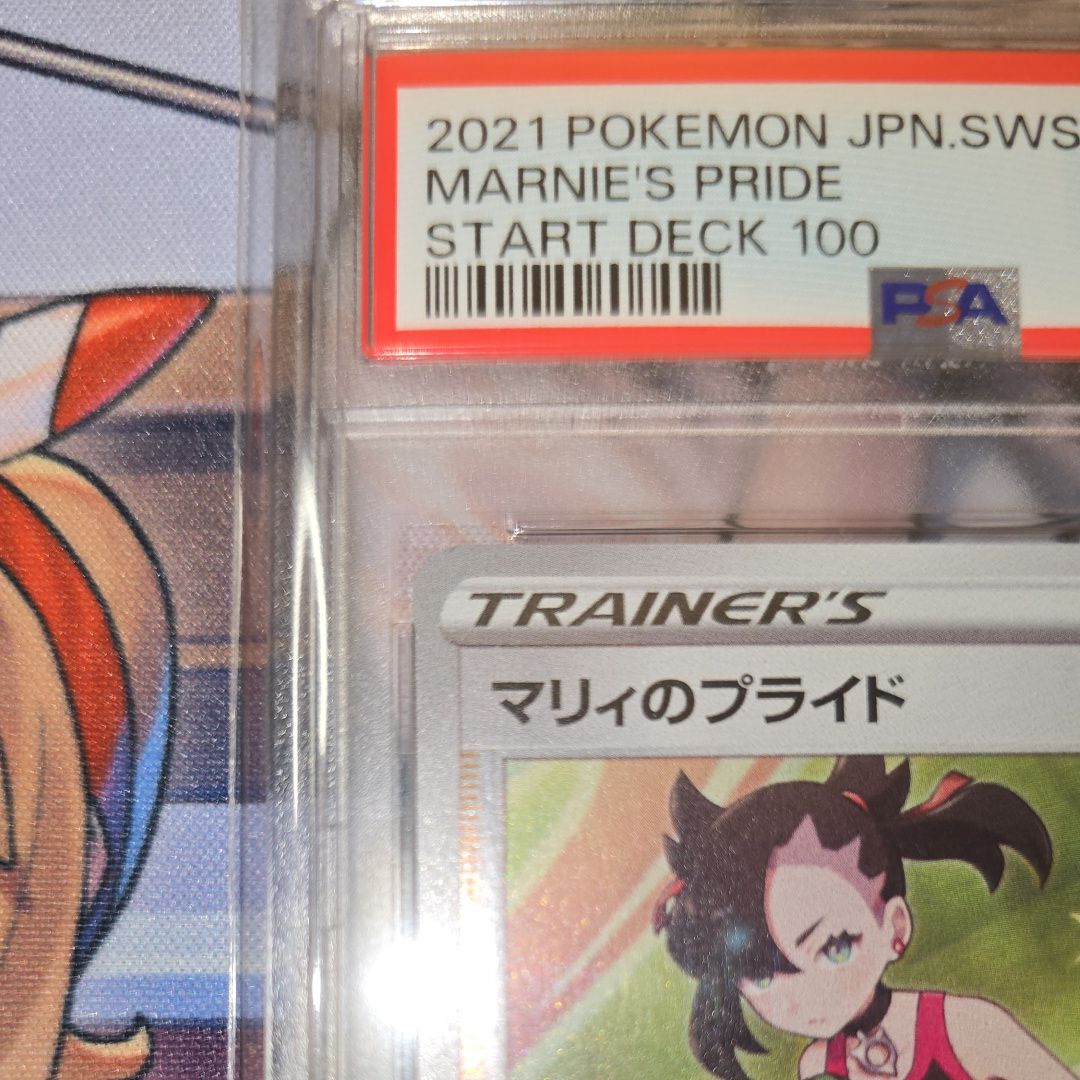 2021 POKEMON JPN.SWS
MARNIE'S PRIDE
START DECK 100
PSA
TRAINER'S
マリィのプライド